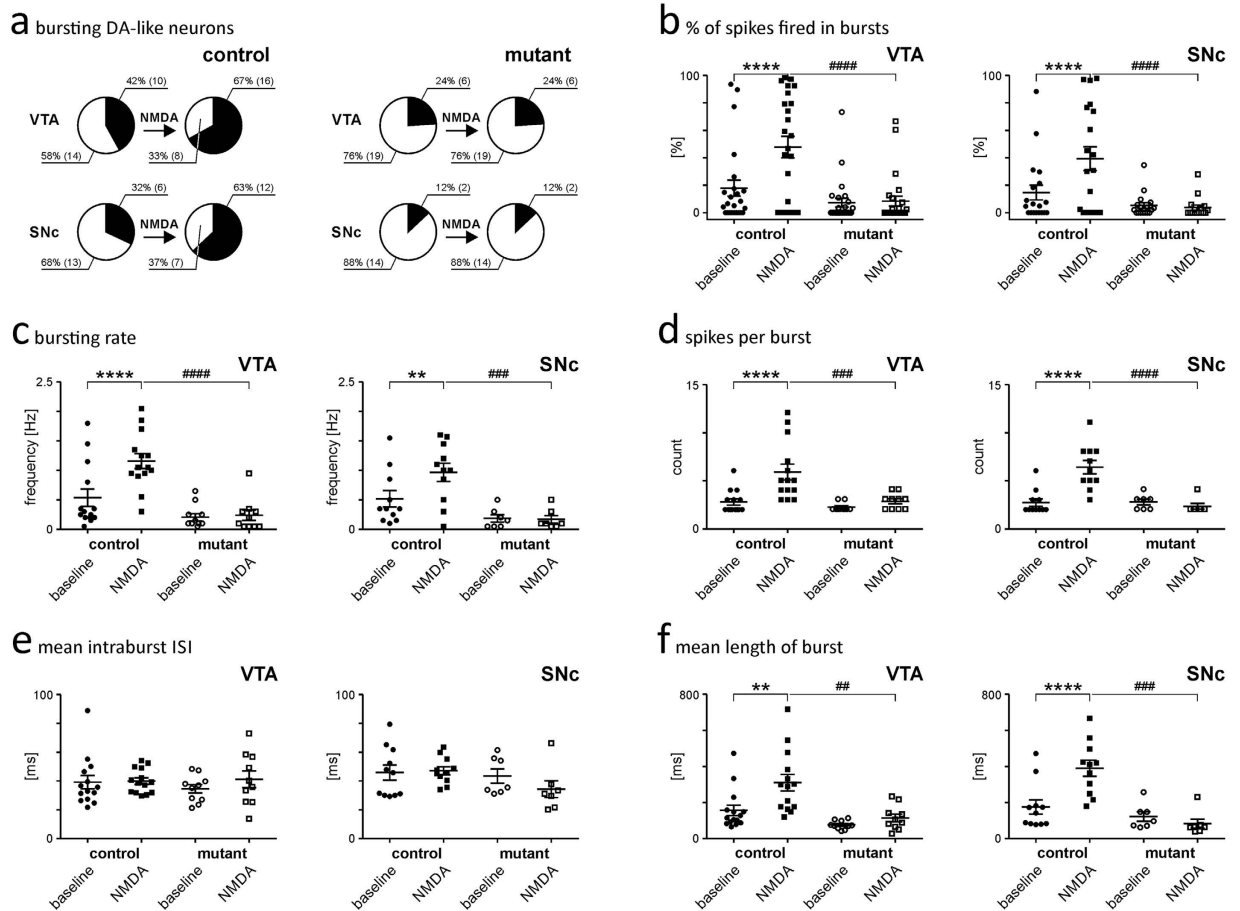 a bursting DA-like neurons
control
mutant
42% (10)
67% (16)
24% (6)
24% (6)
VTA
NMDA
VTA
NMDA
58% (14)
33% (8)
76% (19)
76% (19)
32% (6)
63% (12)
12% (2)
12% (2)
SNc
NMDA
SNc
NMDA
68% (13)
37% (7)
88% (14)
88% (14)
b % of spikes fired in bursts
VTA
**** ####
100
[%]
0
control mutant
baseline NMDA baseline NMDA
SNc
**** ####
100
[%]
0
control mutant
baseline NMDA baseline NMDA
c bursting rate
VTA
**** ####
2.5
frequency [Hz]
0
control mutant
baseline NMDA baseline NMDA
SNc
** ###
2.5
frequency [Hz]
0
control mutant
baseline NMDA baseline NMDA
d spikes per burst
VTA
**** ###
15
count
0
control mutant
baseline NMDA baseline NMDA
SNc
**** ####
15
count
0
control mutant
baseline NMDA baseline NMDA
e mean intraburst ISI
VTA
100
[ms]
0
control mutant
baseline NMDA baseline NMDA
SNc
100
[ms]
0
control mutant
baseline NMDA baseline NMDA
f mean length of burst
VTA
** ##
800
[ms]
0
control mutant
baseline NMDA baseline NMDA
SNc
**** ###
800
[ms]
0
control mutant
baseline NMDA baseline NMDA